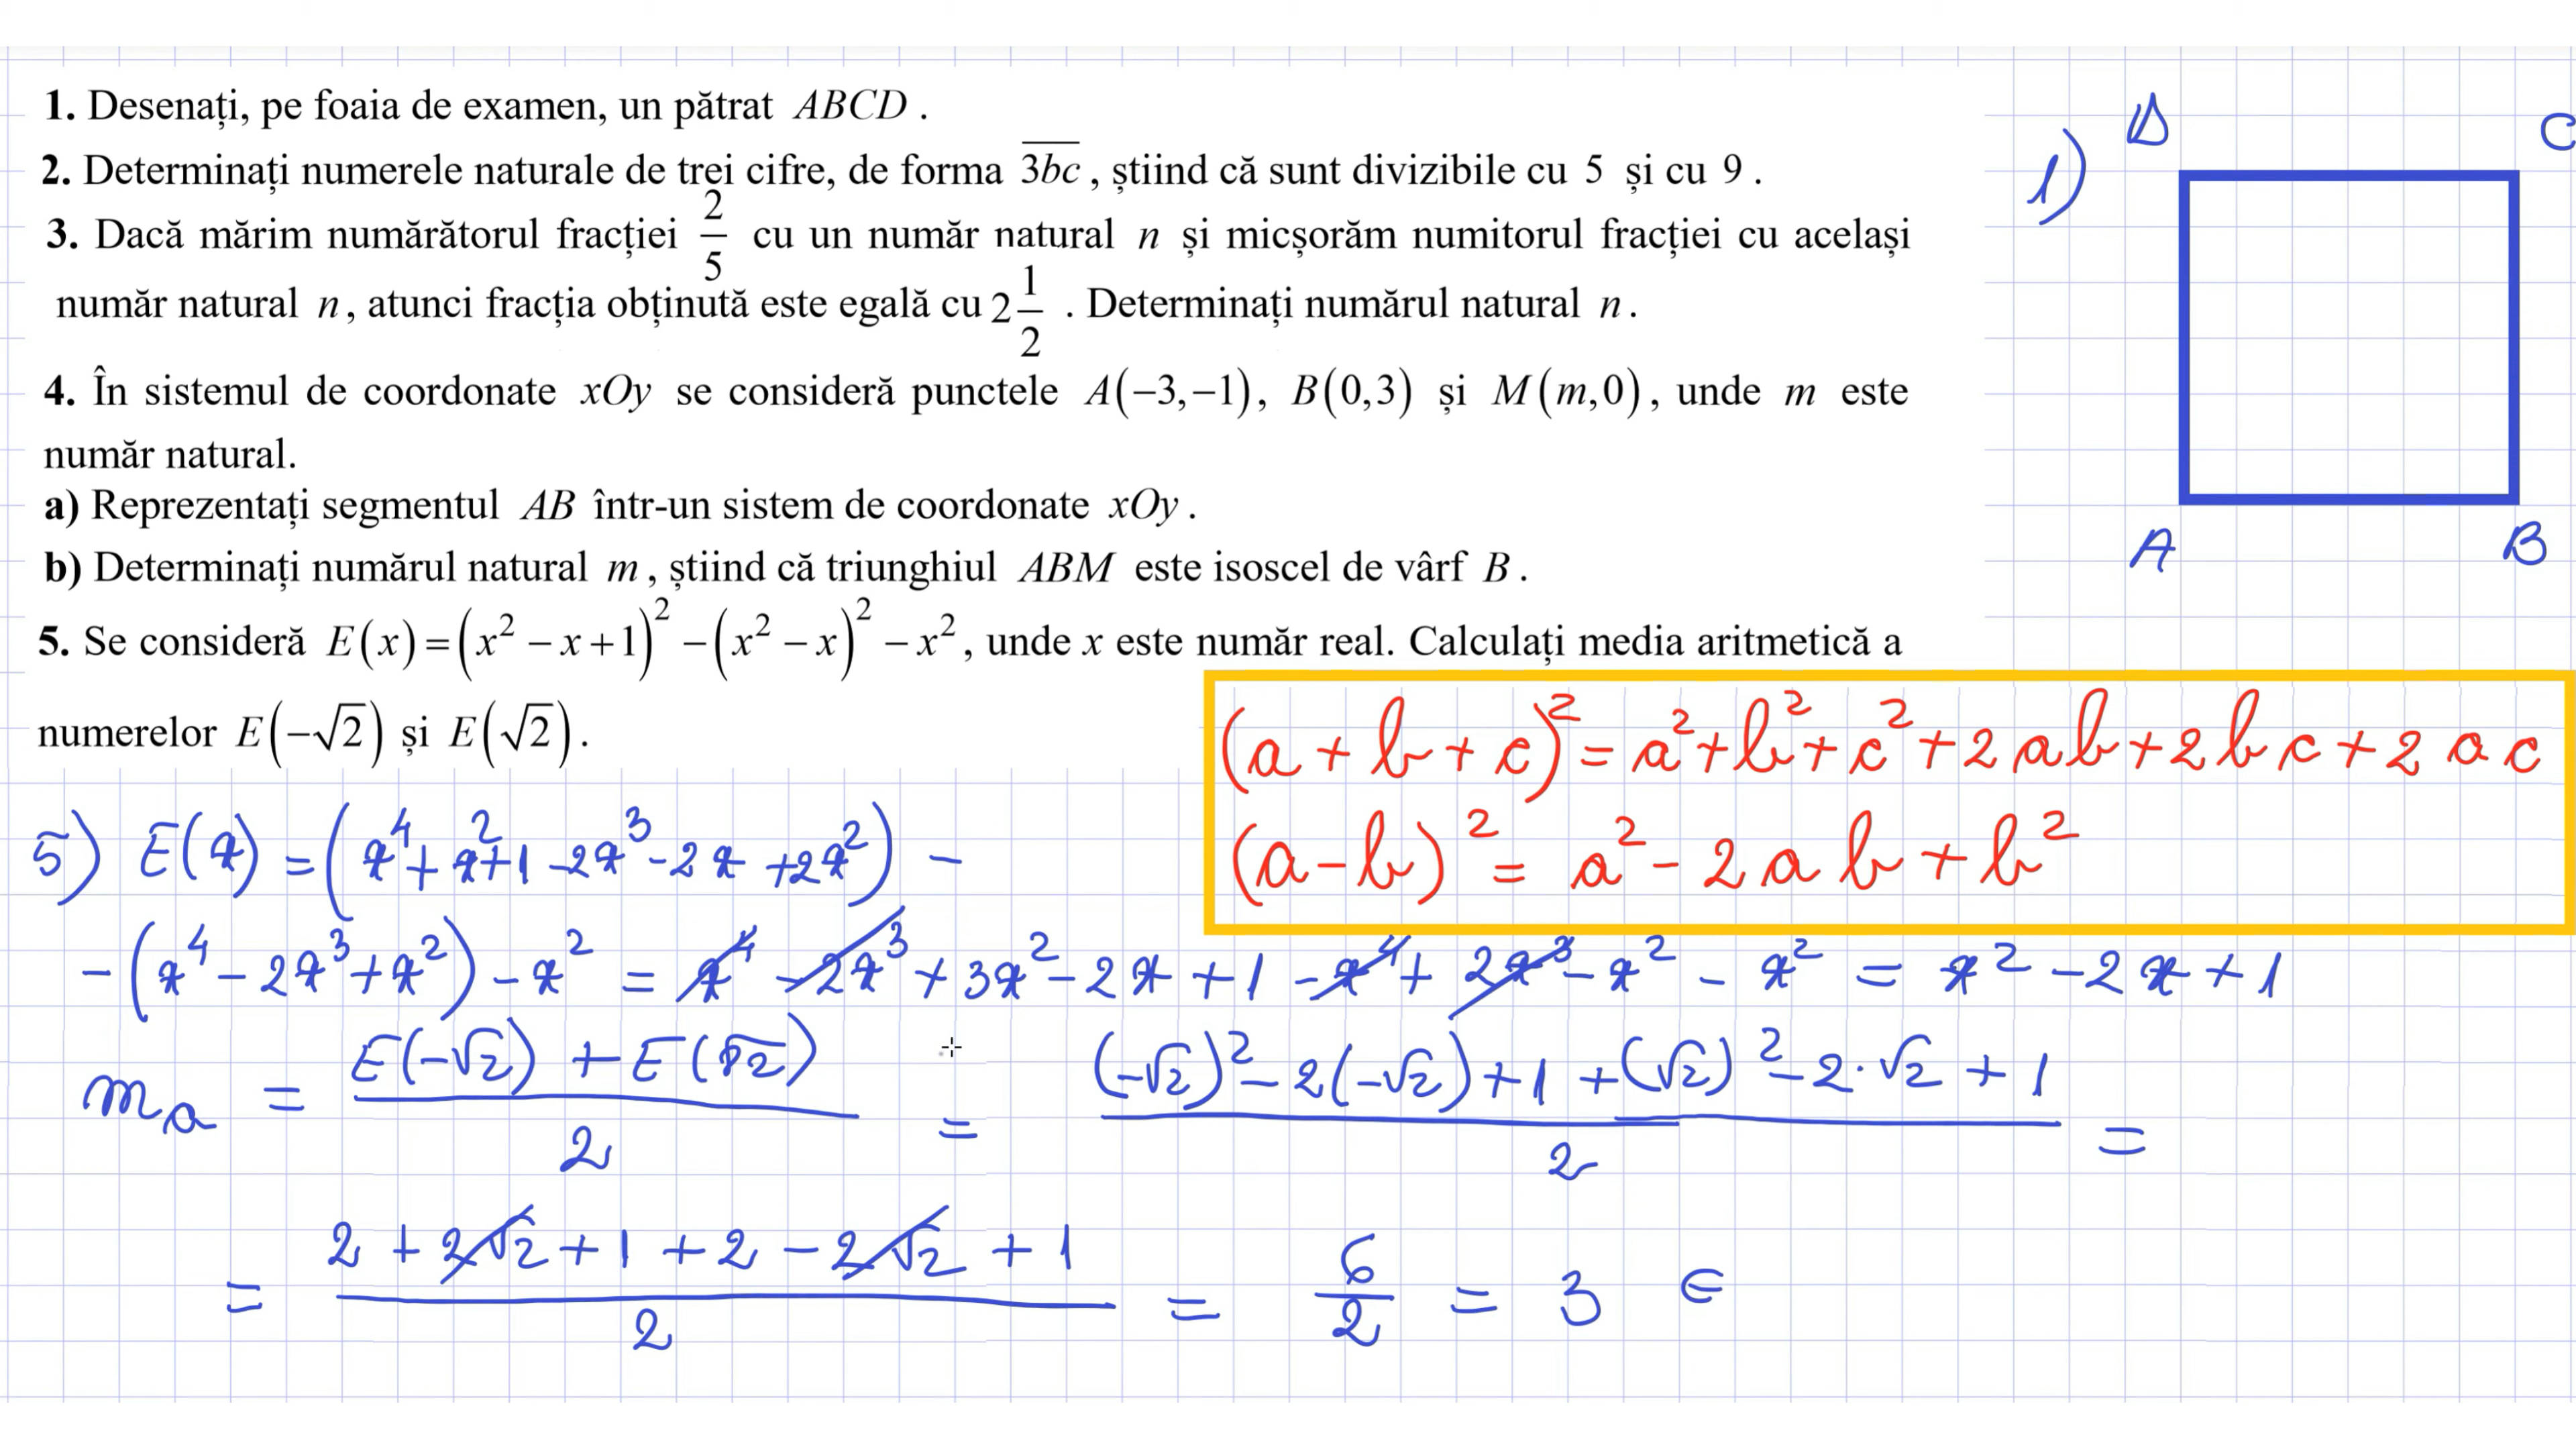 1. Desenați, pe foaia de examen, un pătrat ABCD .
2. Determinați numerele naturale de trei cifre, de forma \overline{3bc} , știind că sunt divizibile cu 5 și cu 9 .
3. Dacă mărim numărătorul fracției 2/5 cu un număr natural n și micșorăm numitorul fracției cu același
număr natural n, atunci fracția obținută este egală cu 2 1/2 . Determinați numărul natural n .
4. În sistemul de coordonate xOy se consideră punctele A(−3,−1), B(0,3) și M(m,0), unde m este
număr natural.
a) Reprezentați segmentul AB într-un sistem de coordonate xOy .
b) Determinați numărul natural m, știind că triunghiul ABM este isoscel de vârf B .
5. Se consideră E(x) = (x² − x + 1)² − (x² − x)² − x², unde x este număr real. Calculați media aritmetică a
numerelor E(−√2) și E(√2).
1)
D C
A B
(a + b + c)² = a² + b² + c² + 2ab + 2bc + 2ac
(a − b)² = a² − 2ab + b²
5) E(x) = (x⁴ + x² + 1 − 2x³ − 2x + 2x²) −
− (x⁴ − 2x³ + x²) − x² = x⁴ − 2x³ + 3x² − 2x + 1 − x⁴ + 2x³ − x² − x² = x² − 2x + 1
mₐ = (E(−√2) + E(√2))/2 = ((−√2)² − 2(−√2) + 1 + (√2)² − 2·√2 + 1)/2 =
= (2 + 2√2 + 1 + 2 − 2√2 + 1)/2 = 6/2 = 3 ∈